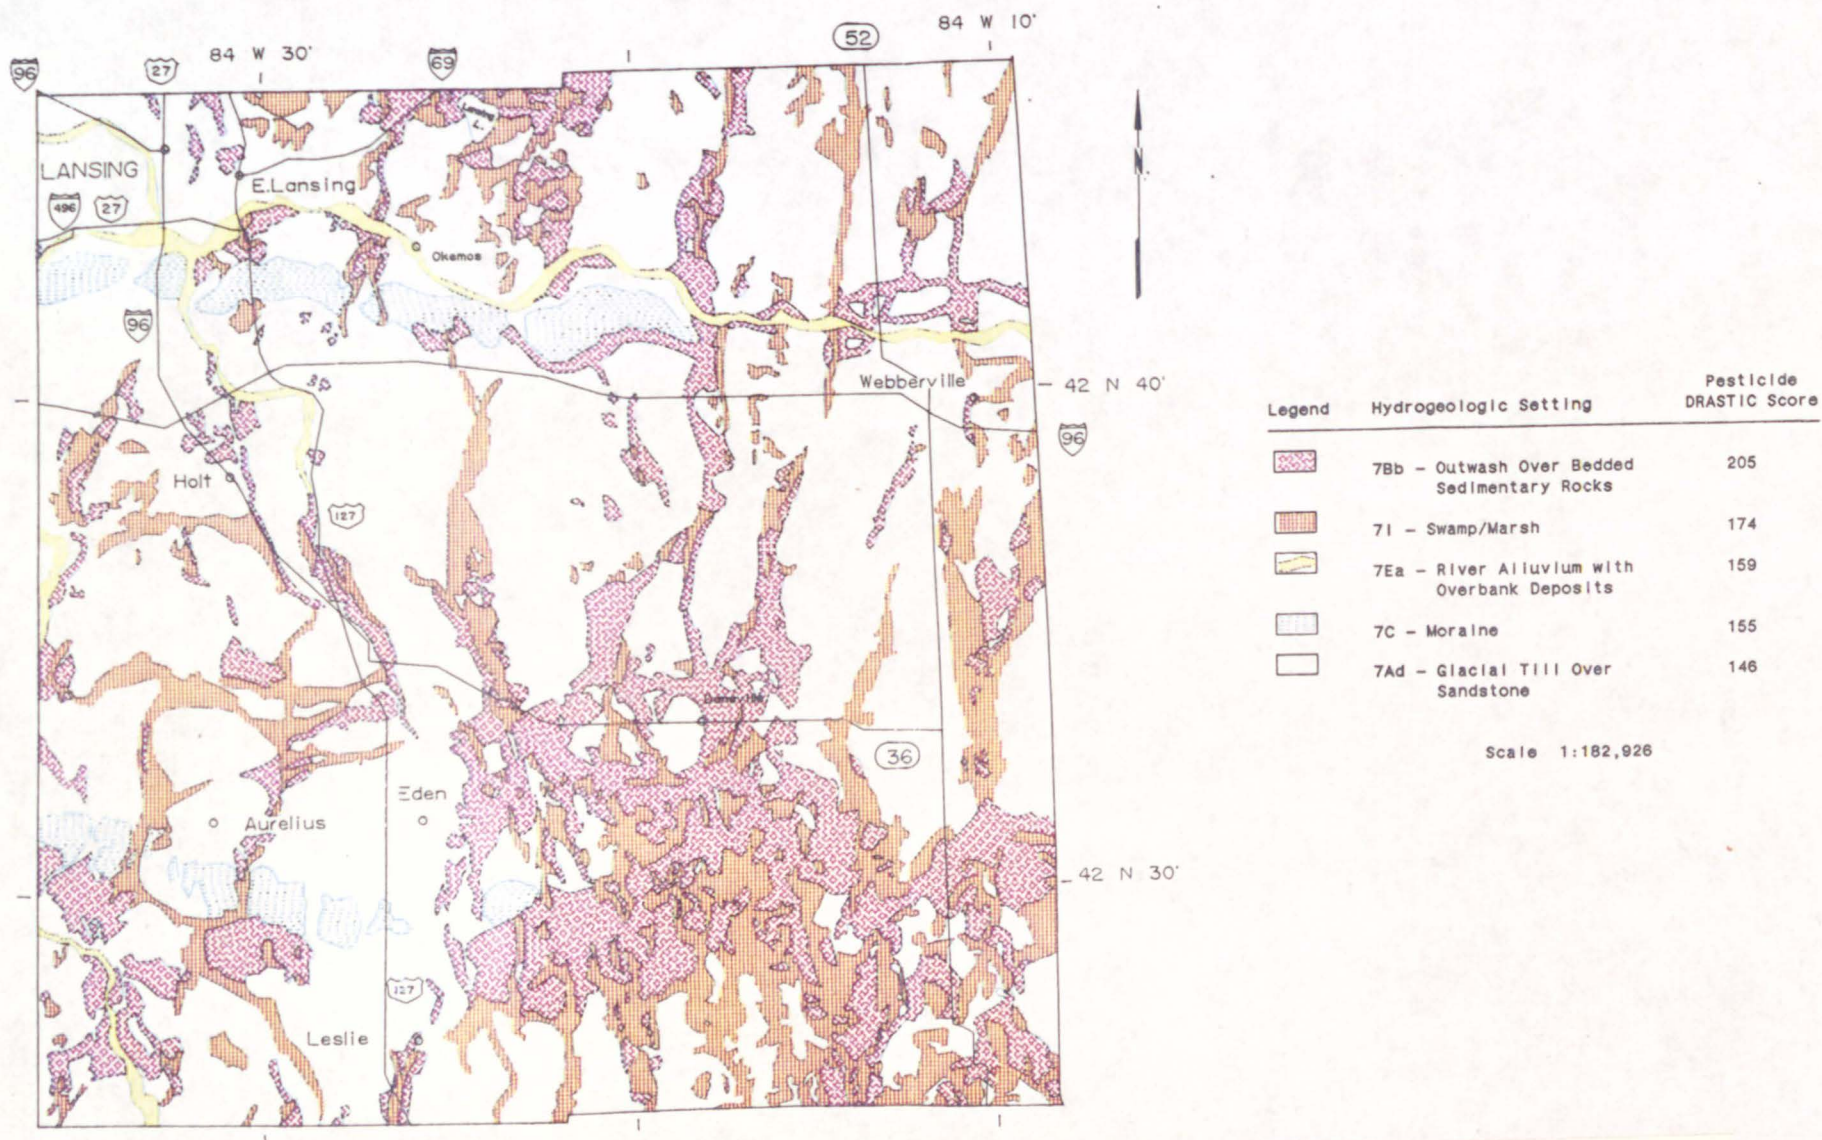 84 W 10'
52
84 W 30'
96
27
69
Lansing
L.
N
LANSING
E.Lansing
496
27
Okemos
96
Webberville
42 N 40'
96
Holt
127
Dansville
36
Eden
Aurelius
42 N 30'
127
Leslie
Legend Hydrogeologic Setting Pesticide
DRASTIC Score
7Bb - Outwash Over Bedded 205
Sedimentary Rocks
7I - Swamp/Marsh 174
7Ea - River Alluvium with 159
Overbank Deposits
7C - Moraine 155
7Ad - Glacial Till Over 146
Sandstone
Scale 1:182,926